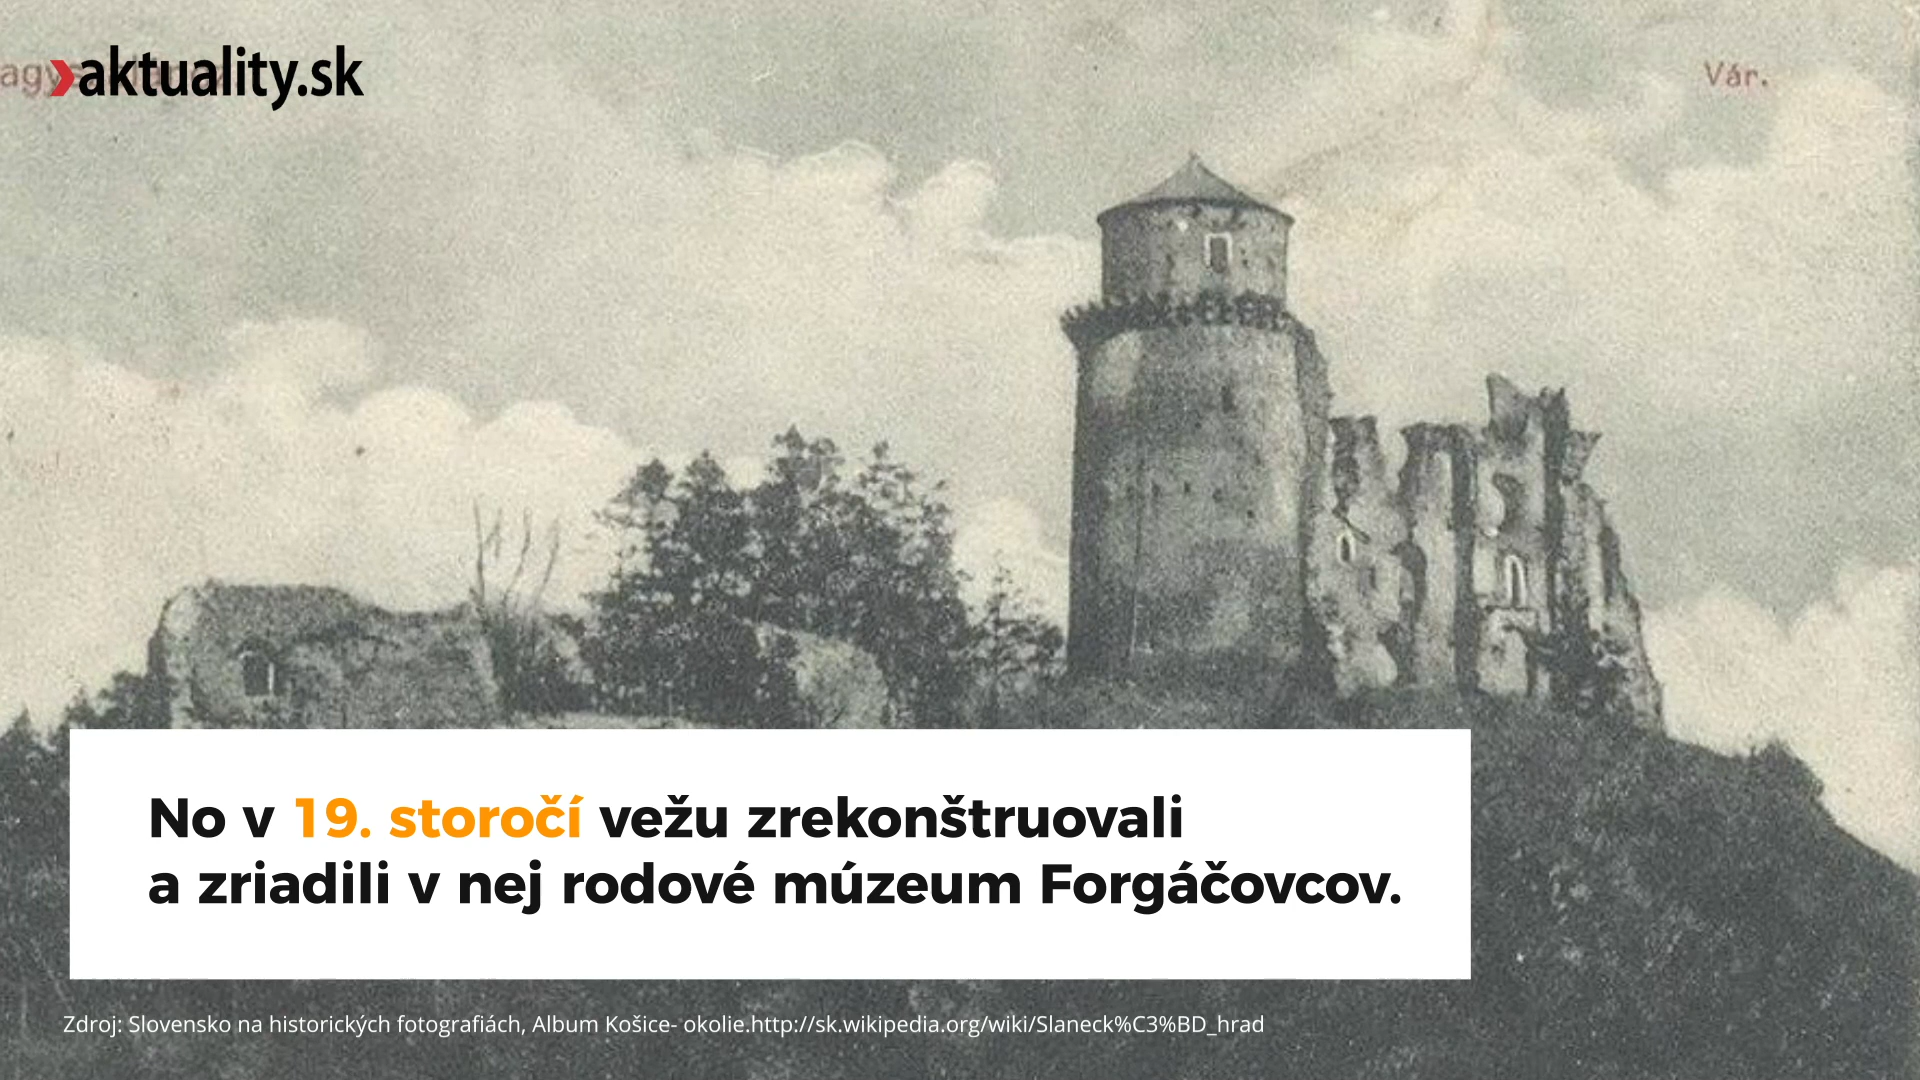 aktuality.sk
Vár.
No v 19. storočí vežu zrekonštruovali
a zriadili v nej rodové múzeum Forgáčovcov.
Zdroj: Slovensko na historických fotografiách, Album Košice- okolie.http://sk.wikipedia.org/wiki/Slaneck%C3%BD_hrad